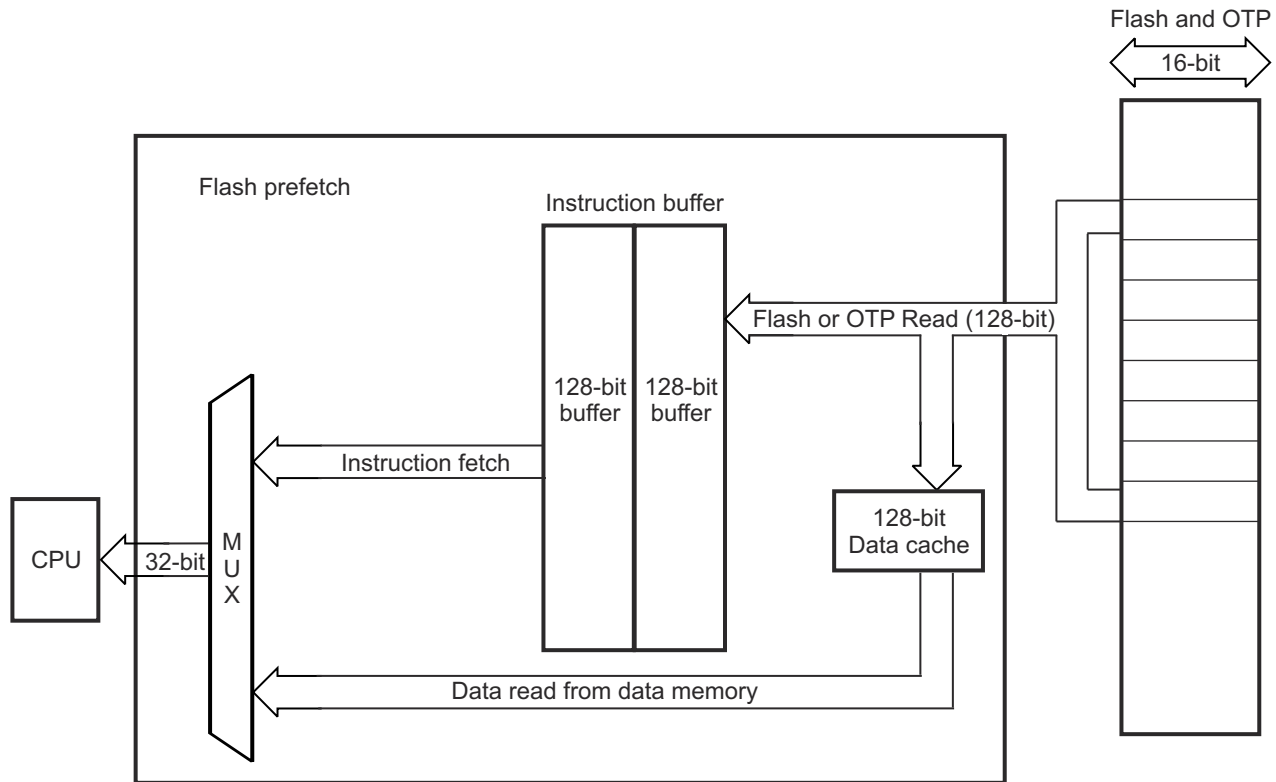 Flash and OTP
16-bit
Flash prefetch
Instruction buffer
Flash or OTP Read (128-bit)
128-bit
buffer
128-bit
buffer
Instruction fetch
128-bit
Data cache
CPU
32-bit
M
U
X
Data read from data memory